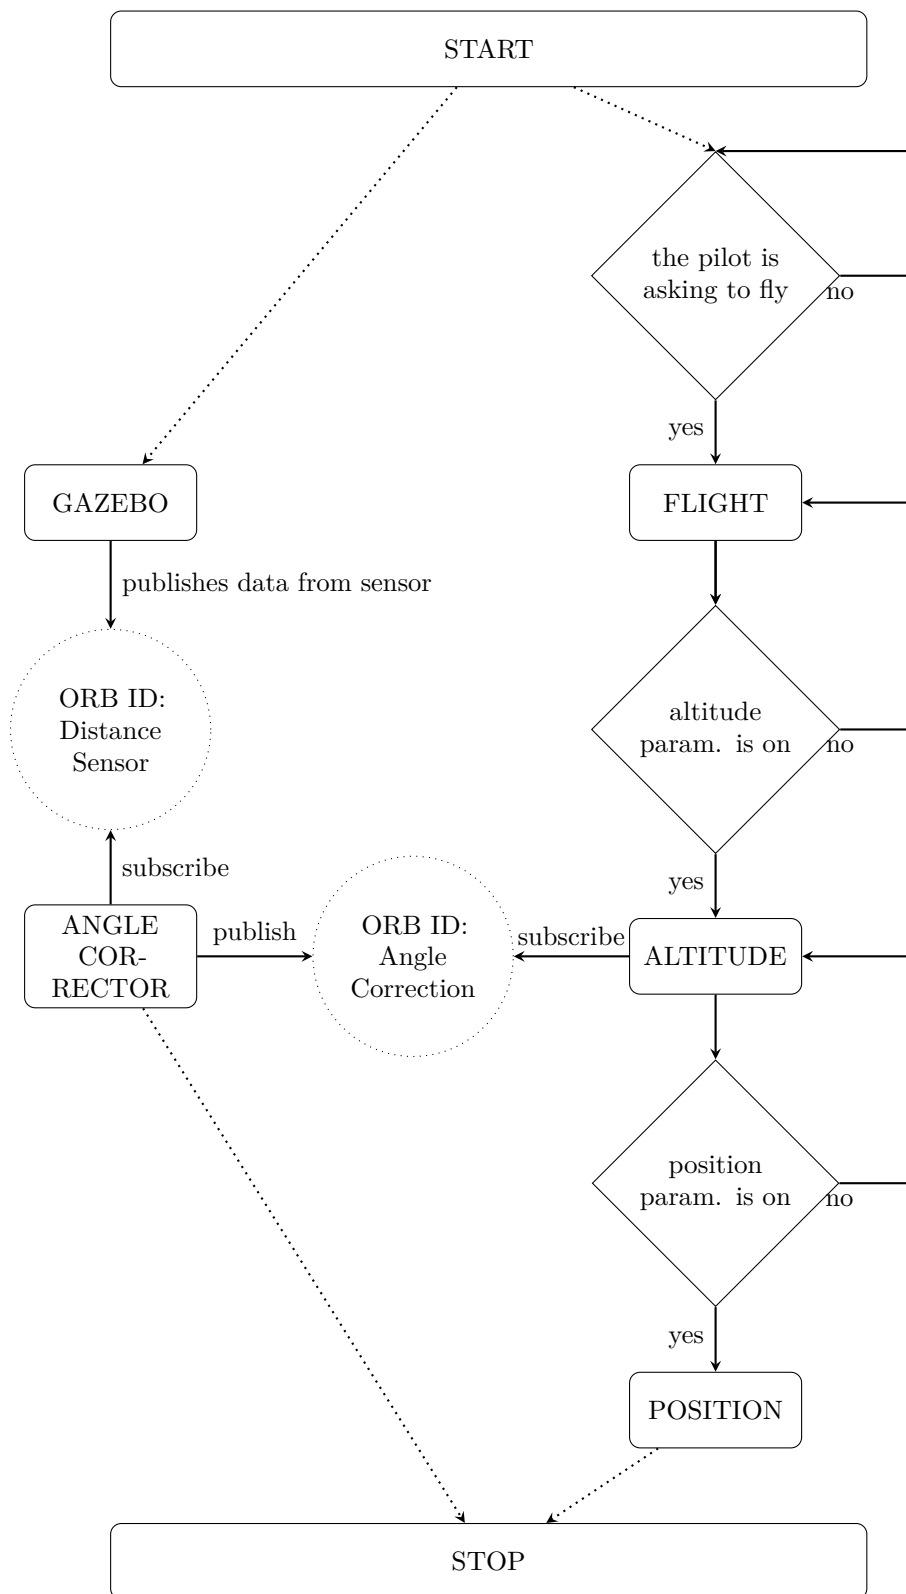 START
the pilot is
asking to fly
no
yes
GAZEBO
FLIGHT
publishes data from sensor
ORB ID:
Distance
Sensor
altitude
param. is on
no
subscribe
yes
ANGLE
COR-
RECTOR
publish
ORB ID:
Angle
Correction
subscribe
ALTITUDE
position
param. is on
no
yes
POSITION
STOP